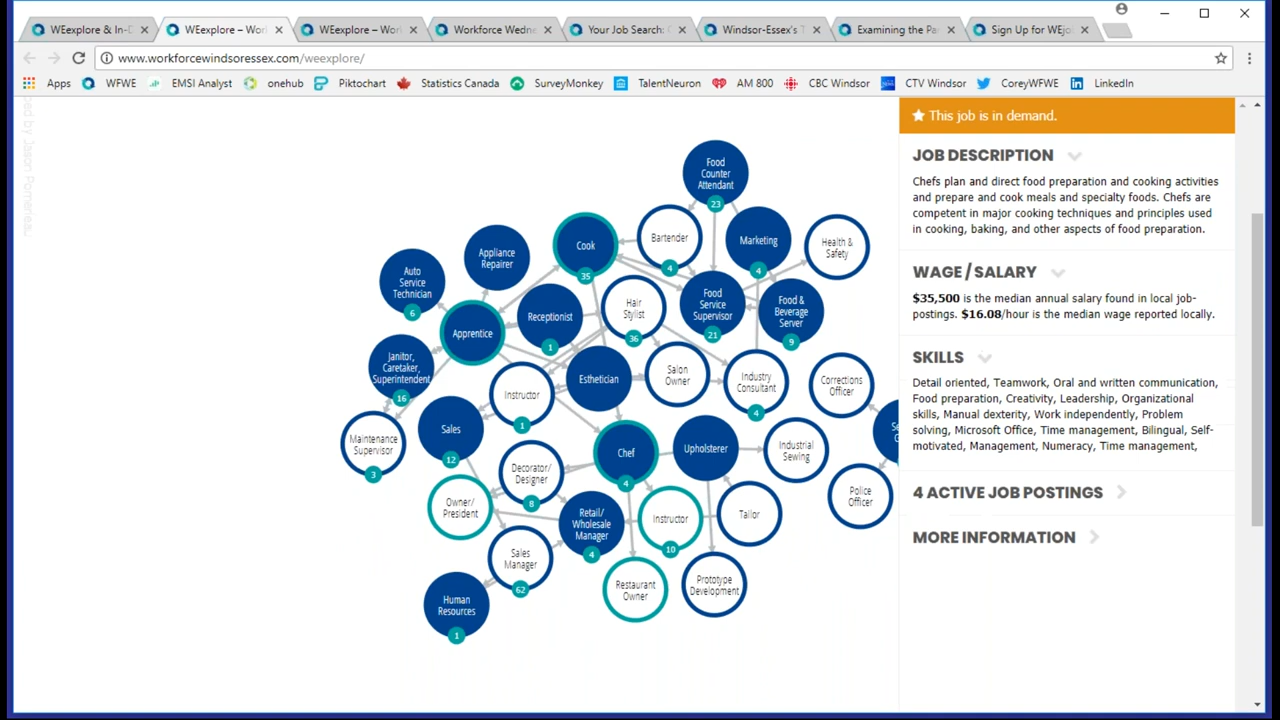 WEexplore & In-D
WEexplore – Wor
WEexplore – Wor
Workforce Wedne
Your Job Search: C
Windsor-Essex's T
Examining the Pa
Sign Up for WEjo
www.workforcewindsoressex.com/weexplore/
Apps WFWE EMSI Analyst onehub Piktochart Statistics Canada SurveyMonkey TalentNeuron AM 800 CBC Windsor CTV Windsor CoreyWFWE LinkedIn
Food
Counter
Attendant
23
Cook
35
Bartender
4
Marketing
4
Health &
Safety
Appliance
Repairer
Auto
Service
Technician
6
Apprentice
Receptionist
1
Hair
Stylist
36
Food
Service
Supervisor
21
Food &
Beverage
Server
9
Janitor,
Caretaker,
Superintendent
16
Instructor
1
Esthetician
Salon
Owner
Industry
Consultant
4
Corrections
Officer
Maintenance
Supervisor
3
Sales
12
Chef
4
Upholsterer
Industrial
Sewing
Decorator/
Designer
8
Owner/
President
Retail/
Wholesale
Manager
4
Instructor
10
Tailor
Police
Officer
Sales
Manager
62
Restaurant
Owner
Prototype
Development
Human
Resources
1
This job is in demand.
JOB DESCRIPTION
Chefs plan and direct food preparation and cooking activities
and prepare and cook meals and specialty foods. Chefs are
competent in major cooking techniques and principles used
in cooking, baking, and other aspects of food preparation.
WAGE / SALARY
$35,500 is the median annual salary found in local job-
postings. $16.08/hour is the median wage reported locally.
SKILLS
Detail oriented, Teamwork, Oral and written communication,
Food preparation, Creativity, Leadership, Organizational
skills, Manual dexterity, Work independently, Problem
solving, Microsoft Office, Time management, Bilingual, Self-
motivated, Management, Numeracy, Time management,
4 ACTIVE JOB POSTINGS
MORE INFORMATION